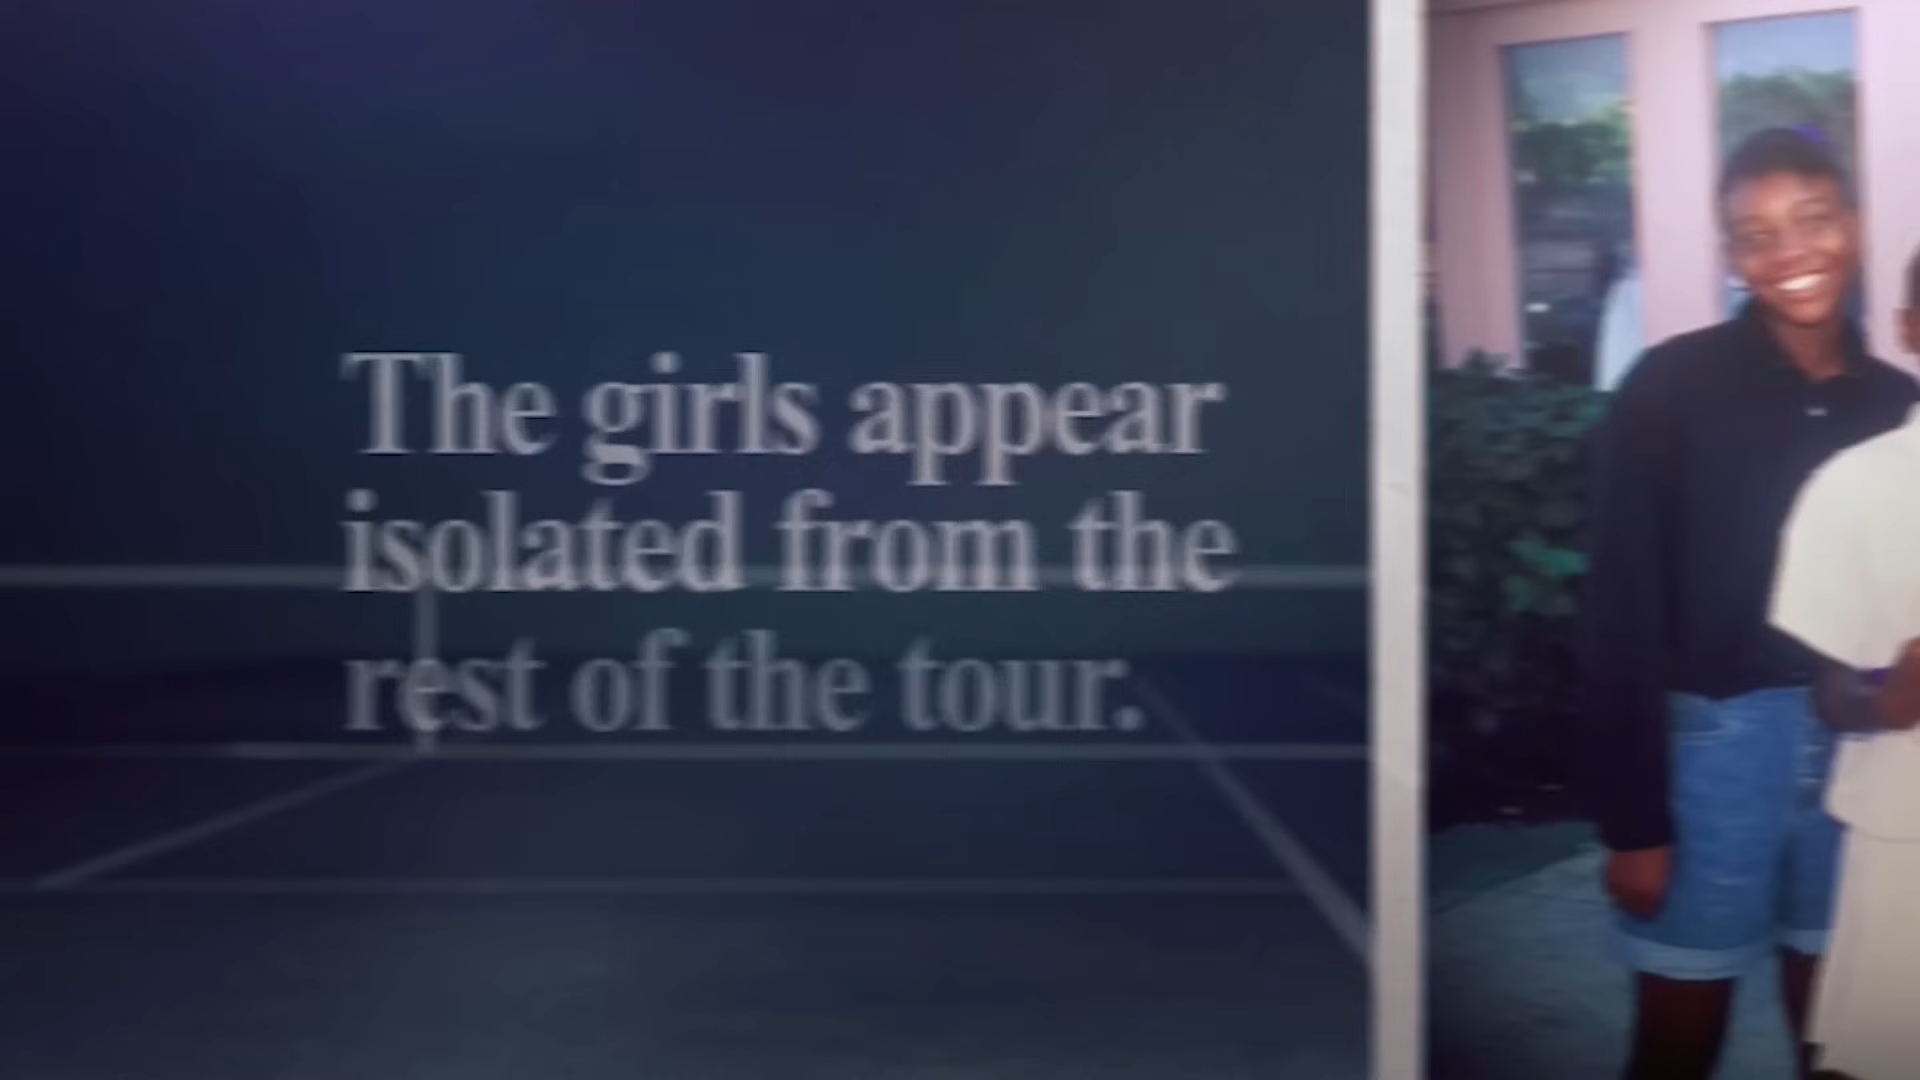 The girls appear
isolated from the
rest of the tour.